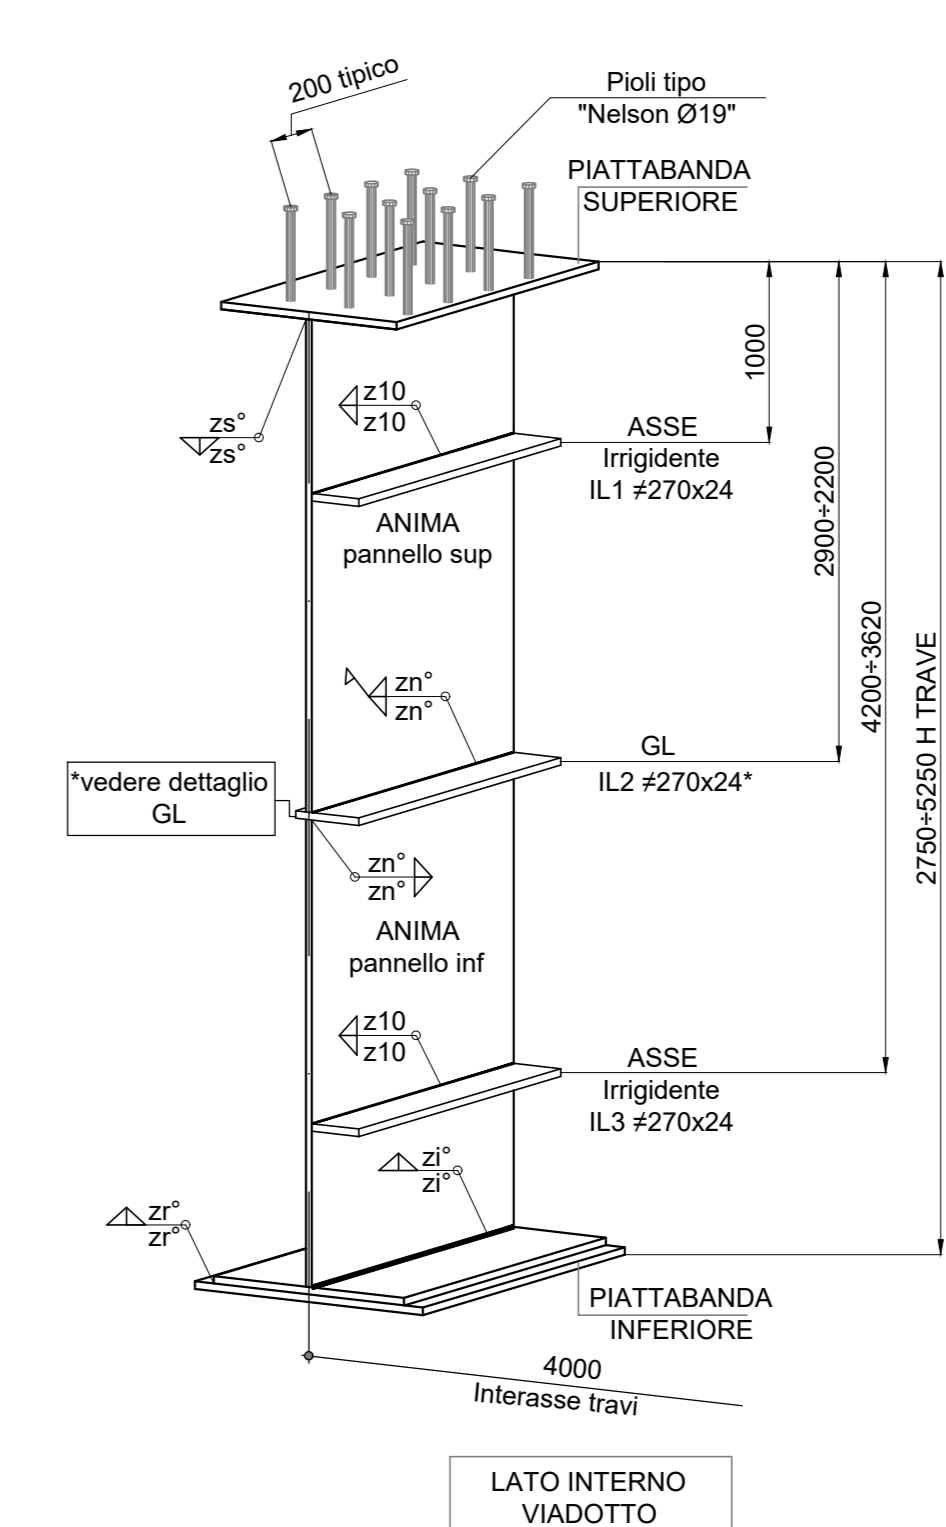 200 tipico
Pioli tipo
"Nelson Ø19"
PIATTABANDA
SUPERIORE
1000
2900÷2200
4200÷3620
2750÷5250 H TRAVE
zs°
zs°
z10
z10
ASSE
Irrigidente
IL1 ≠270x24
ANIMA
pannello sup
zn°
zn°
GL
IL2 ≠270x24*
*vedere dettaglio
GL
zn°
zn°
ANIMA
pannello inf
z10
z10
ASSE
Irrigidente
IL3 ≠270x24
zi°
zi°
zr°
zr°
PIATTABANDA
INFERIORE
4000
Interasse travi
LATO INTERNO
VIADOTTO